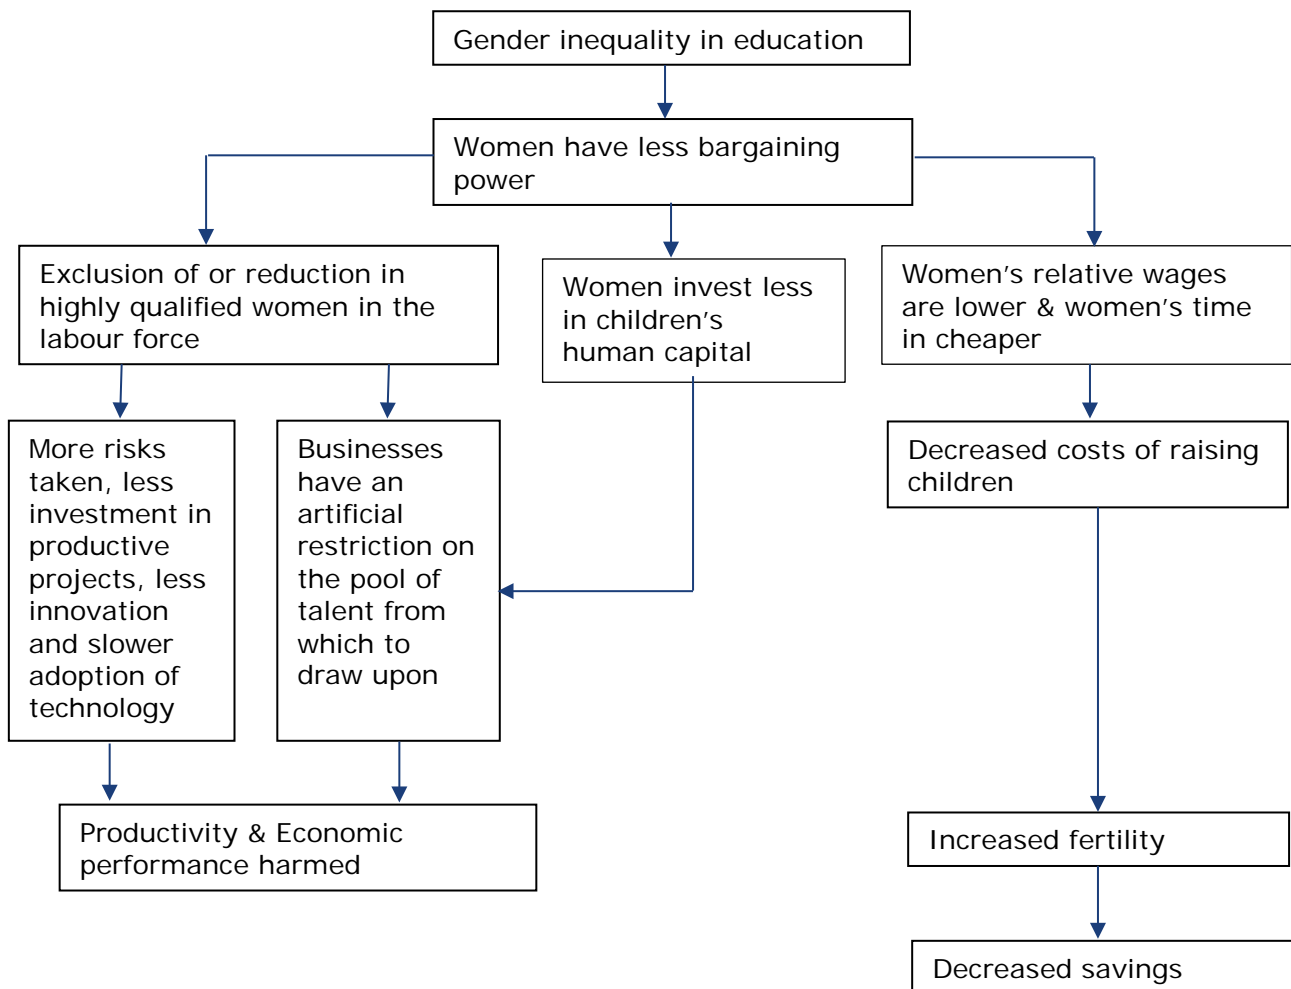 Gender inequality in education
Women have less bargaining
power
Exclusion of or reduction in
highly qualified women in the
labour force
Women invest less
in children's
human capital
Women's relative wages
are lower & women's time
in cheaper
More risks
taken, less
investment in
productive
projects, less
innovation
and slower
adoption of
technology
Businesses
have an
artificial
restriction on
the pool of
talent from
which to
draw upon
Decreased costs of raising
children
Productivity & Economic
performance harmed
Increased fertility
Decreased savings